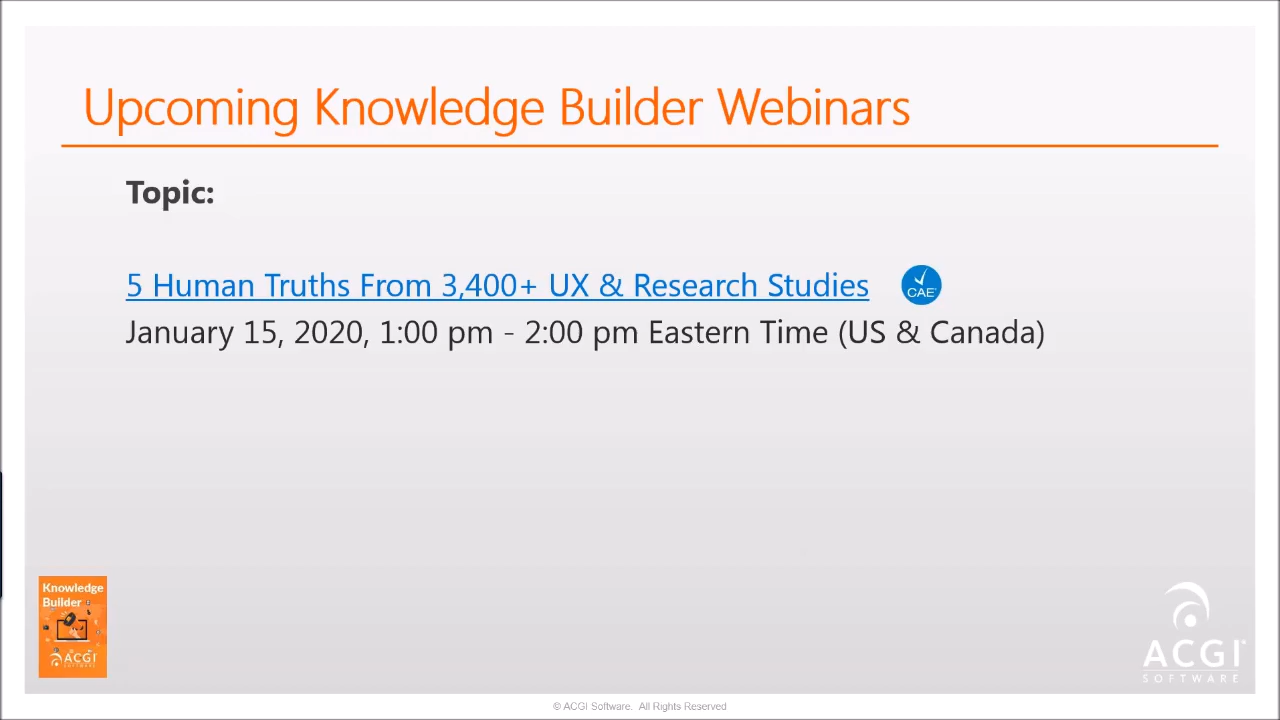 Upcoming Knowledge Builder Webinars
Topic:
5 Human Truths From 3,400+ UX & Research Studies
CAE
January 15, 2020, 1:00 pm - 2:00 pm Eastern Time (US & Canada)
Knowledge
Builder
ACGI
SOFTWARE
ACGI
SOFTWARE
© ACGI Software. All Rights Reserved